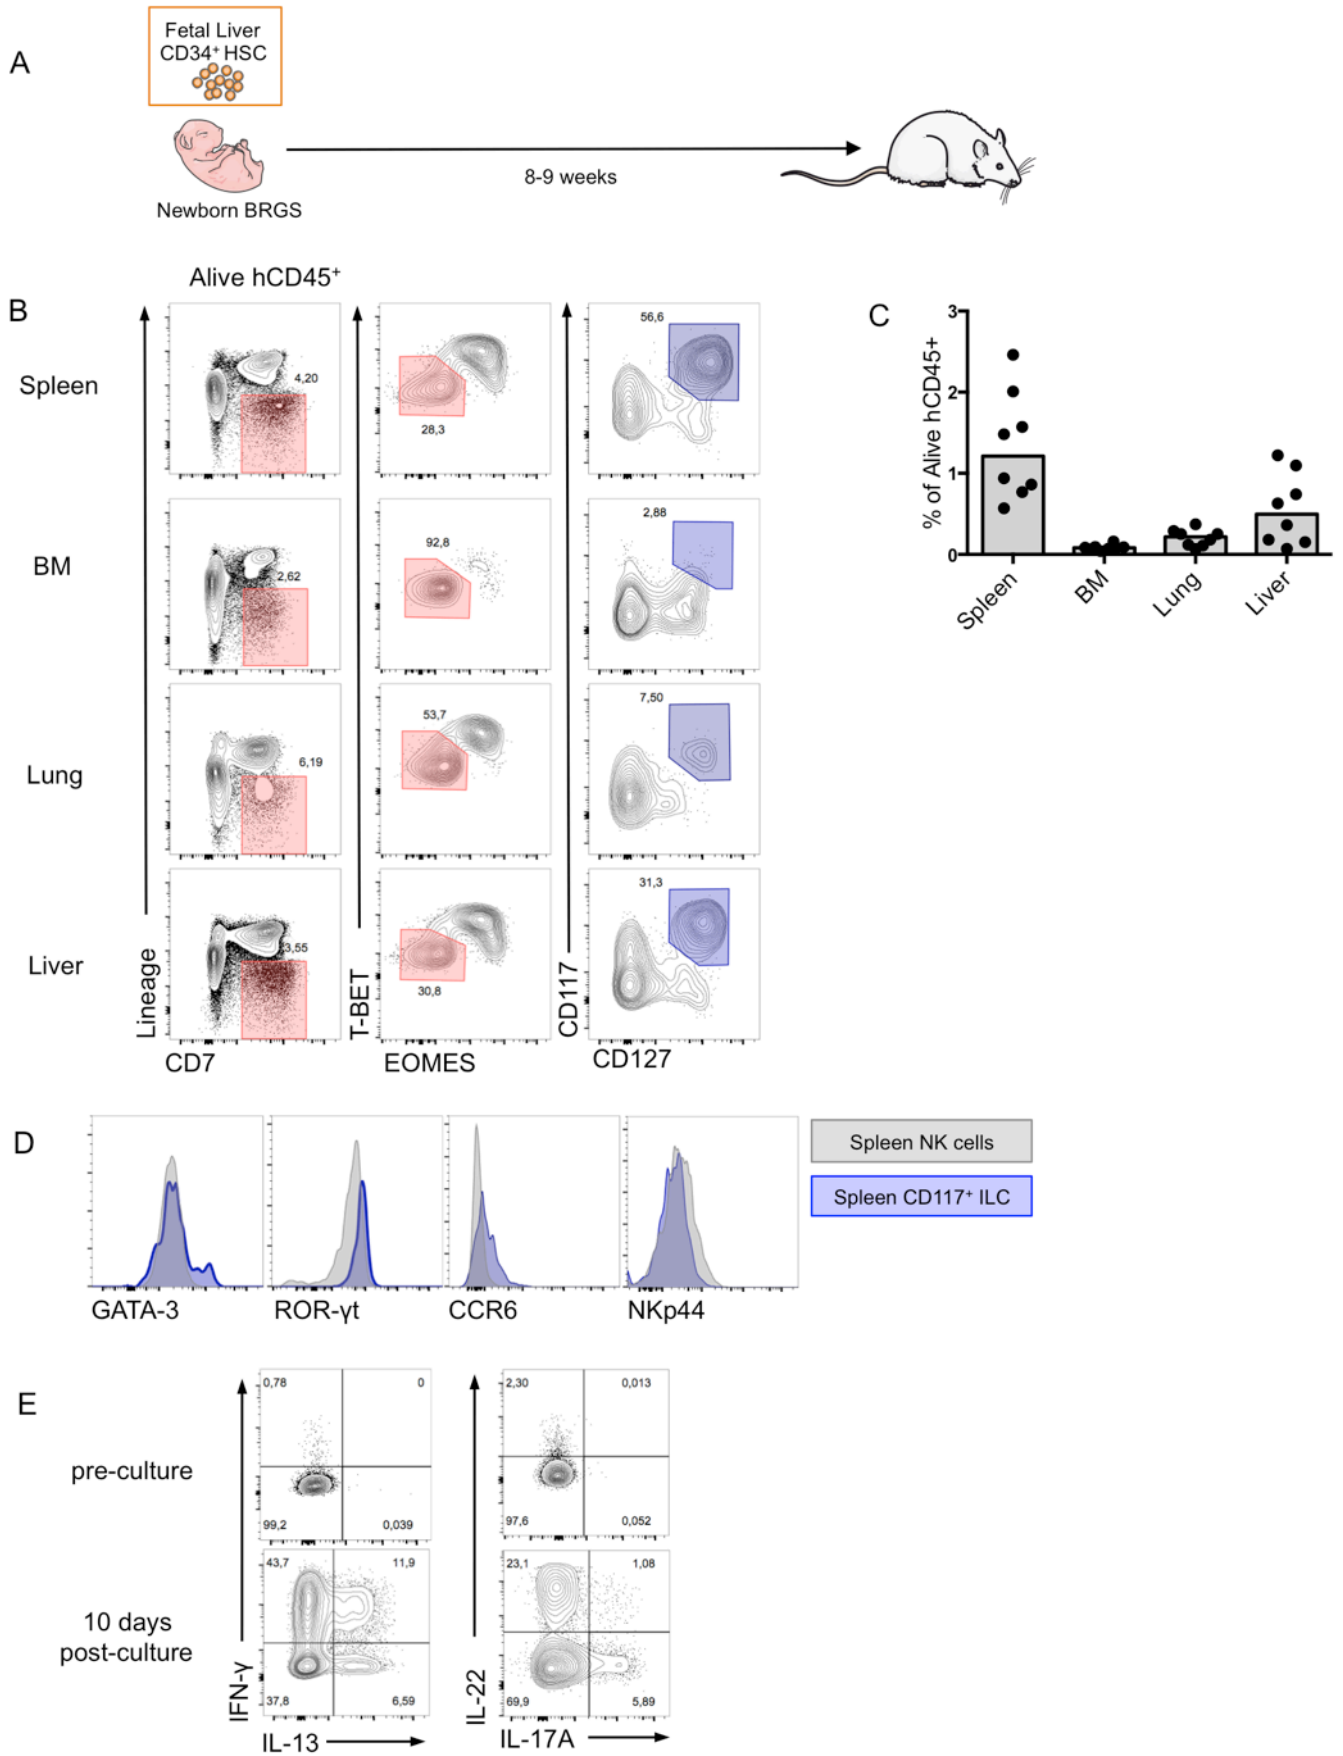 A
Fetal Liver
CD34⁺ HSC
Newborn BRGS
8-9 weeks
B
Alive hCD45⁺
Spleen
4,20
28,3
56,6
BM
2,62
92,8
2,88
Lung
6,19
53,7
7,50
Liver
3,55
30,8
31,3
Lineage
T-BET
CD117
CD7
EOMES
CD127
C
% of Alive hCD45+
3
2
1
0
Spleen
BM
Lung
Liver
D
GATA-3
ROR-γt
CCR6
NKp44
Spleen NK cells
Spleen CD117⁺ ILC
E
pre-culture
0,78
0
99,2
0,039
2,30
0,013
97,6
0,052
10 days
post-culture
43,7
11,9
37,8
6,59
23,1
1,08
69,9
5,89
IFN-γ
IL-13
IL-22
IL-17A